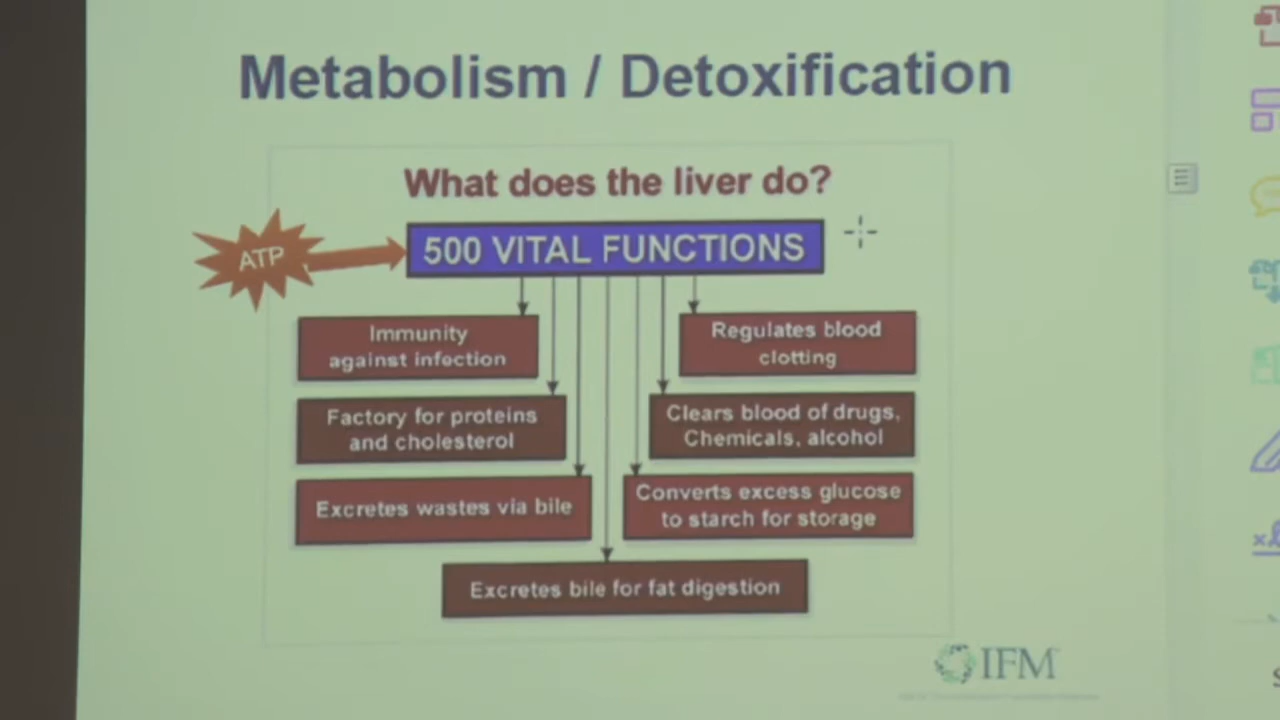 Metabolism / Detoxification
What does the liver do?
ATP
500 VITAL FUNCTIONS
Immunity
against infection
Regulates blood
clotting
Factory for proteins
and cholesterol
Clears blood of drugs,
Chemicals, alcohol
Excretes wastes via bile
Converts excess glucose
to starch for storage
Excretes bile for fat digestion
IFM